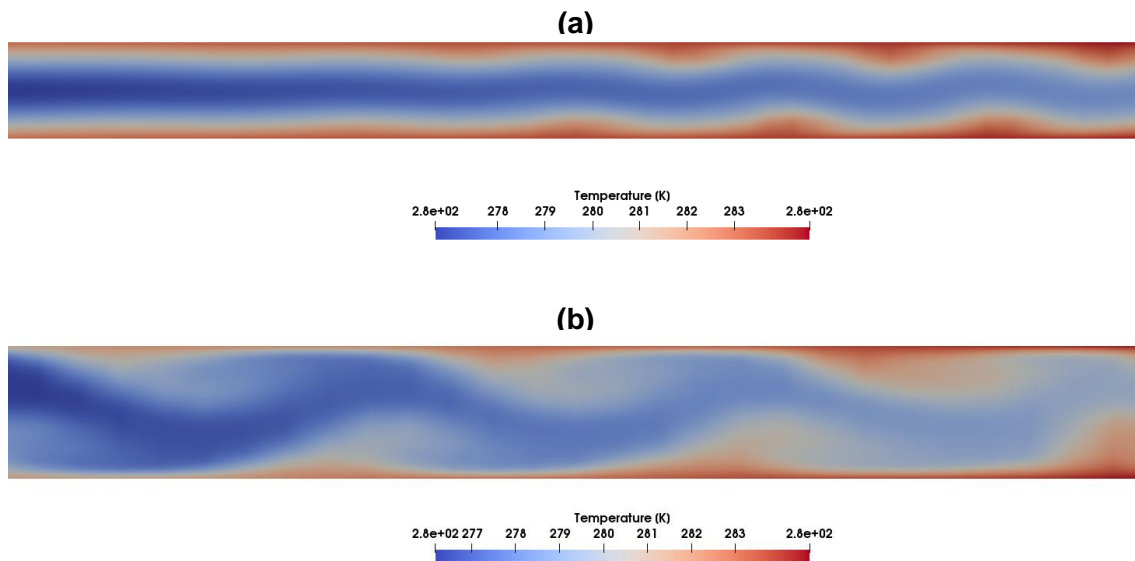 (a)
Temperature (K)
2.8e+02 278 279 280 281 282 283 2.8e+02
(b)
Temperature (K)
2.8e+02 277 278 279 280 281 282 283 2.8e+02